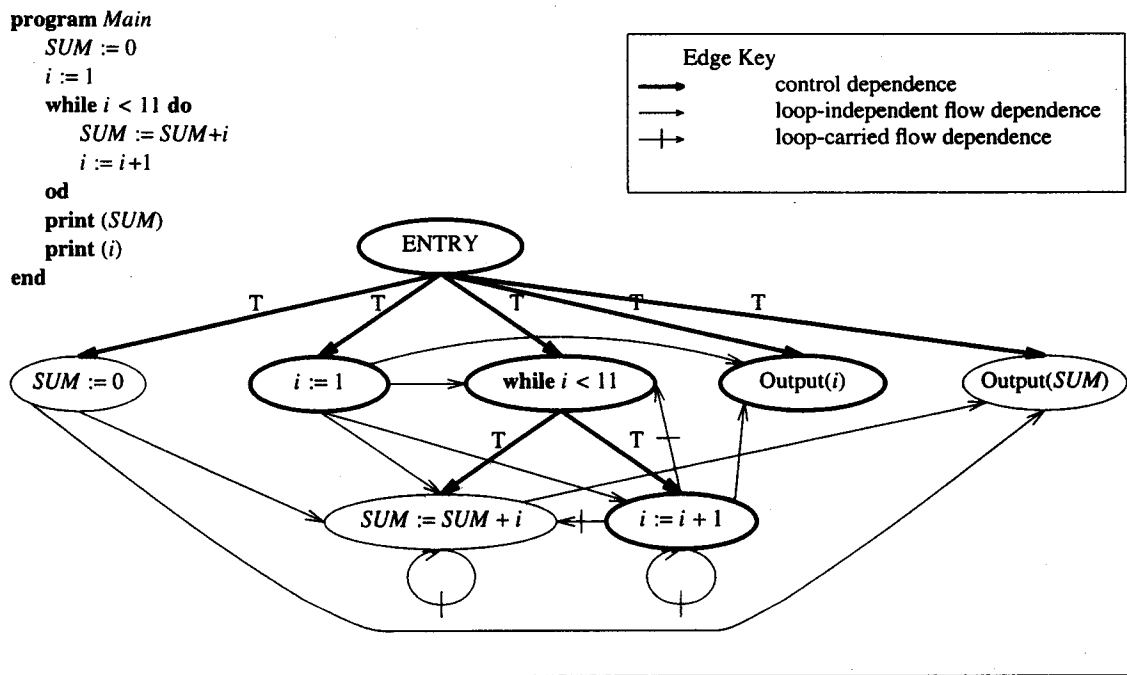 program Main
SUM := 0
i := 1
while i < 11 do
SUM := SUM+i
i := i+1
od
print (SUM)
print (i)
end
Edge Key
control dependence
loop-independent flow dependence
loop-carried flow dependence
ENTRY
T T T T T
SUM := 0
i := 1
while i < 11
Output(i)
Output(SUM)
T T
SUM := SUM + i
i := i + 1